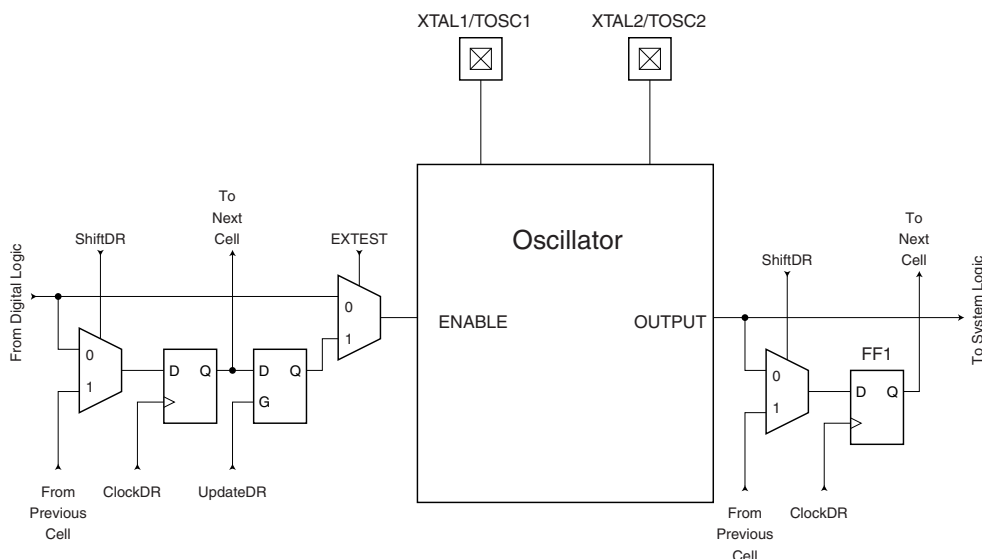 XTAL1/TOSC1
XTAL2/TOSC2
To
Next
Cell
ShiftDR
EXTEST
From Digital Logic
0
1
D
Q
D
Q
G
0
1
From
Previous
Cell
ClockDR
UpdateDR
Oscillator
ENABLE
OUTPUT
To
Next
Cell
ShiftDR
To System Logic
FF1
0
1
D
Q
From
Previous
Cell
ClockDR